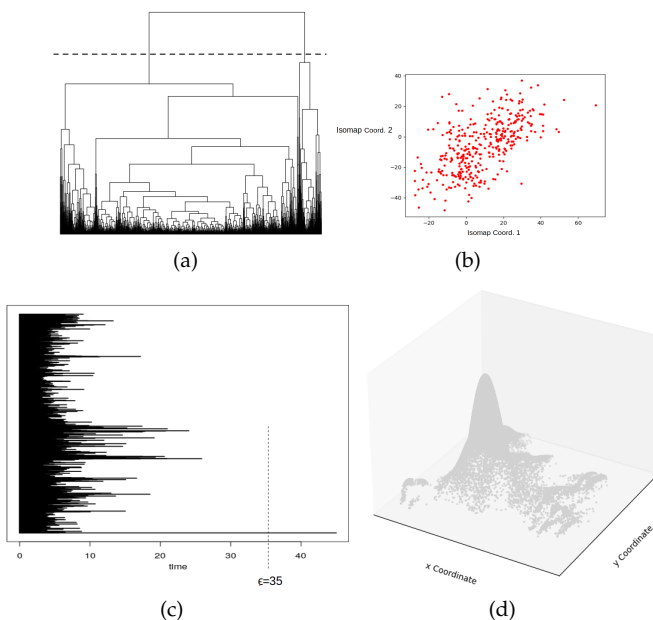 40
20
Isomap Coord. 2
0
−20
−40
−20
0
20
40
60
Isomap Coord. 1
(a)
(b)
0
10
20
30
40
time
ϵ=35
x Coordinate
y Coordinate
(c)
(d)